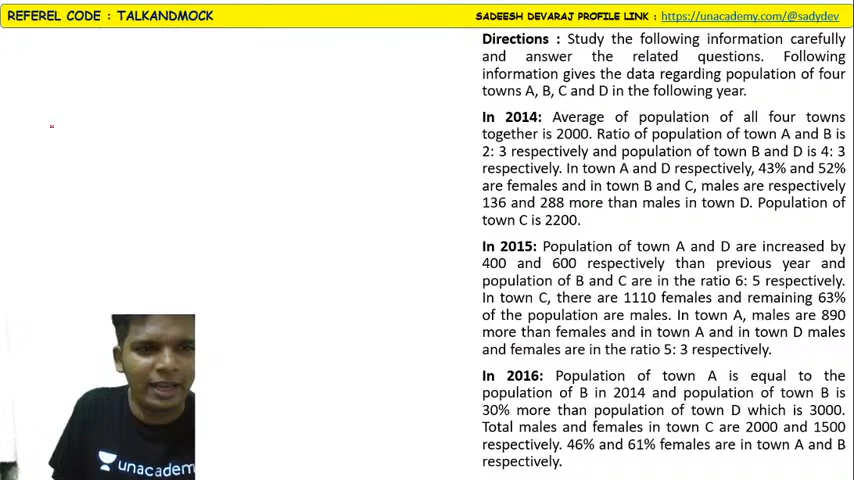 REFEREL CODE : TALKANDMOCK
SADEESH DEVARAJ PROFILE LINK : https://unacademy.com/@sadydev
Directions : Study the following information carefully
and answer the related questions. Following
information gives the data regarding population of four
towns A, B, C and D in the following year.
In 2014: Average of population of all four towns
together is 2000. Ratio of population of town A and B is
2: 3 respectively and population of town B and D is 4: 3
respectively. In town A and D respectively, 43% and 52%
are females and in town B and C, males are respectively
136 and 288 more than males in town D. Population of
town C is 2200.
In 2015: Population of town A and D are increased by
400 and 600 respectively than previous year and
population of B and C are in the ratio 6: 5 respectively.
In town C, there are 1110 females and remaining 63%
of the population are males. In town A, males are 890
more than females and in town A and in town D males
and females are in the ratio 5: 3 respectively.
In 2016: Population of town A is equal to the
population of B in 2014 and population of town B is
30% more than population of town D which is 3000.
Total males and females in town C are 2000 and 1500
respectively. 46% and 61% females are in town A and B
respectively.
unacademy